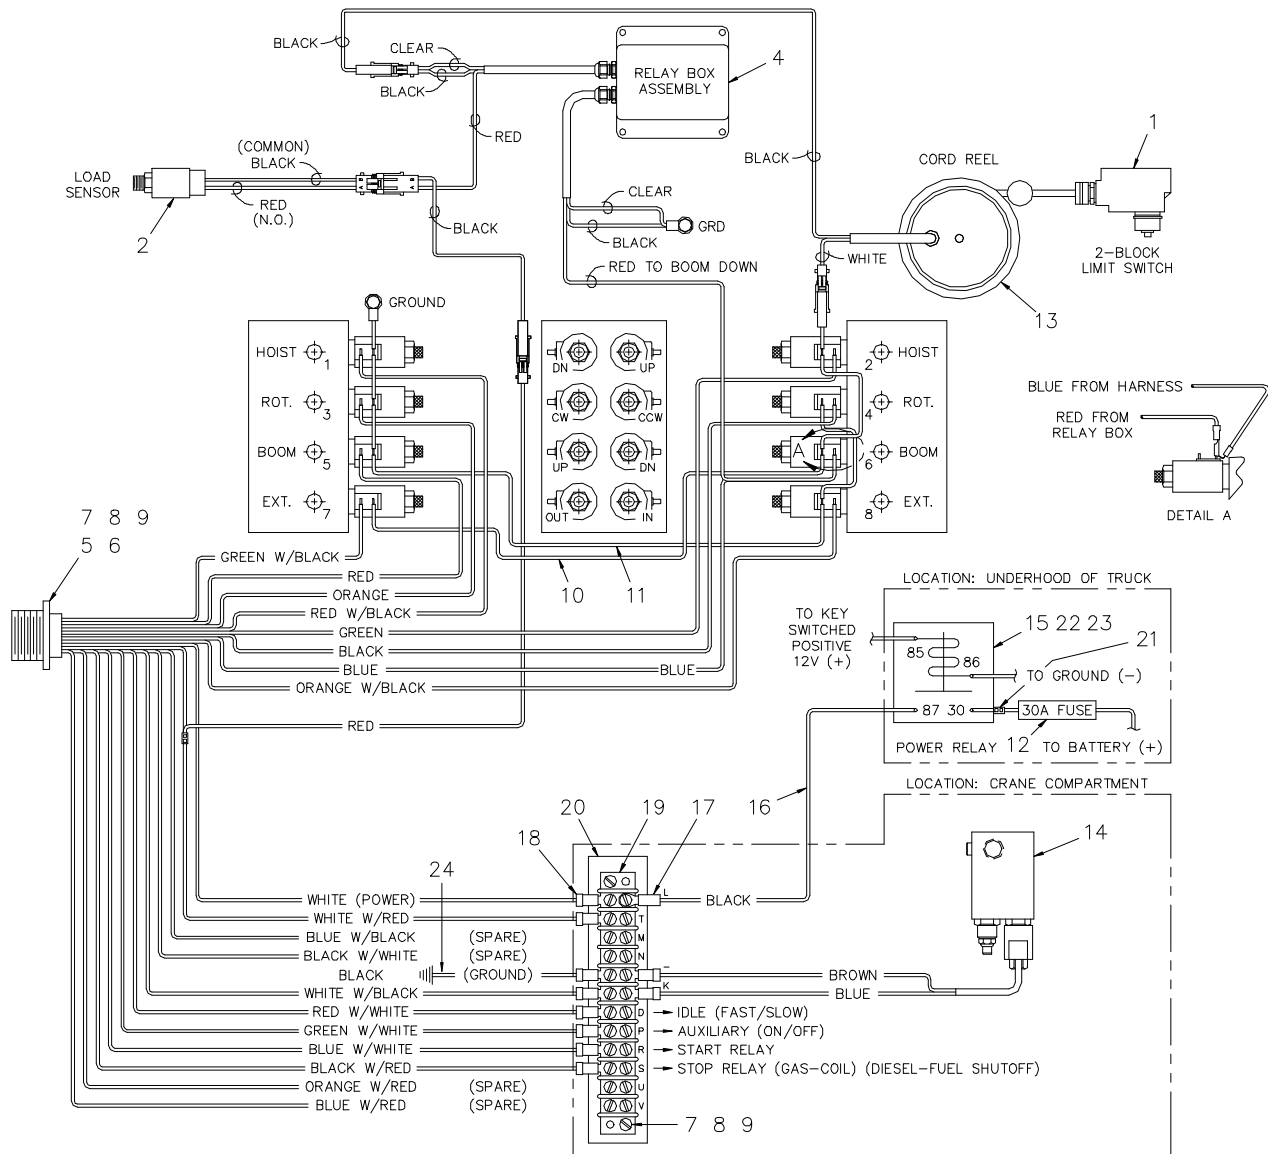 BLACK
CLEAR
BLACK
RELAY BOX
ASSEMBLY
4
RED
(COMMON)
BLACK
LOAD
SENSOR
RED
(N.O.)
2
BLACK
CLEAR
GRD
BLACK
RED TO BOOM DOWN
BLACK
CORD REEL
1
WHITE
2-BLOCK
LIMIT SWITCH
13
GROUND
HOIST
1
ROT.
3
BOOM
5
EXT.
7
DN
UP
CW
CCW
UP
DN
OUT
IN
2
HOIST
4
ROT.
A
6
BOOM
8
EXT.
BLUE FROM HARNESS
RED FROM
RELAY BOX
DETAIL A
7 8 9
5 6
GREEN W/BLACK
RED
ORANGE
RED W/BLACK
GREEN
BLACK
BLUE
BLUE
ORANGE W/BLACK
RED
10
11
LOCATION: UNDERHOOD OF TRUCK
TO KEY
SWITCHED
POSITIVE
12V (+)
85
86
15 22 23
21
TO GROUND (-)
87 30
30A FUSE
POWER RELAY
12
TO BATTERY (+)
LOCATION: CRANE COMPARTMENT
16
14
20
19
17
18
24
WHITE (POWER)
L
BLACK
WHITE W/RED
T
BLUE W/BLACK (SPARE)
M
BLACK W/WHITE (SPARE)
N
BLACK (GROUND)
–
BROWN
WHITE W/BLACK
K
BLUE
RED W/WHITE
D
IDLE (FAST/SLOW)
GREEN W/WHITE
P
AUXILIARY (ON/OFF)
BLUE W/WHITE
R
START RELAY
BLACK W/RED
S
STOP RELAY (GAS-COIL) (DIESEL-FUEL SHUTOFF)
ORANGE W/RED (SPARE)
U
BLUE W/RED (SPARE)
V
7 8 9